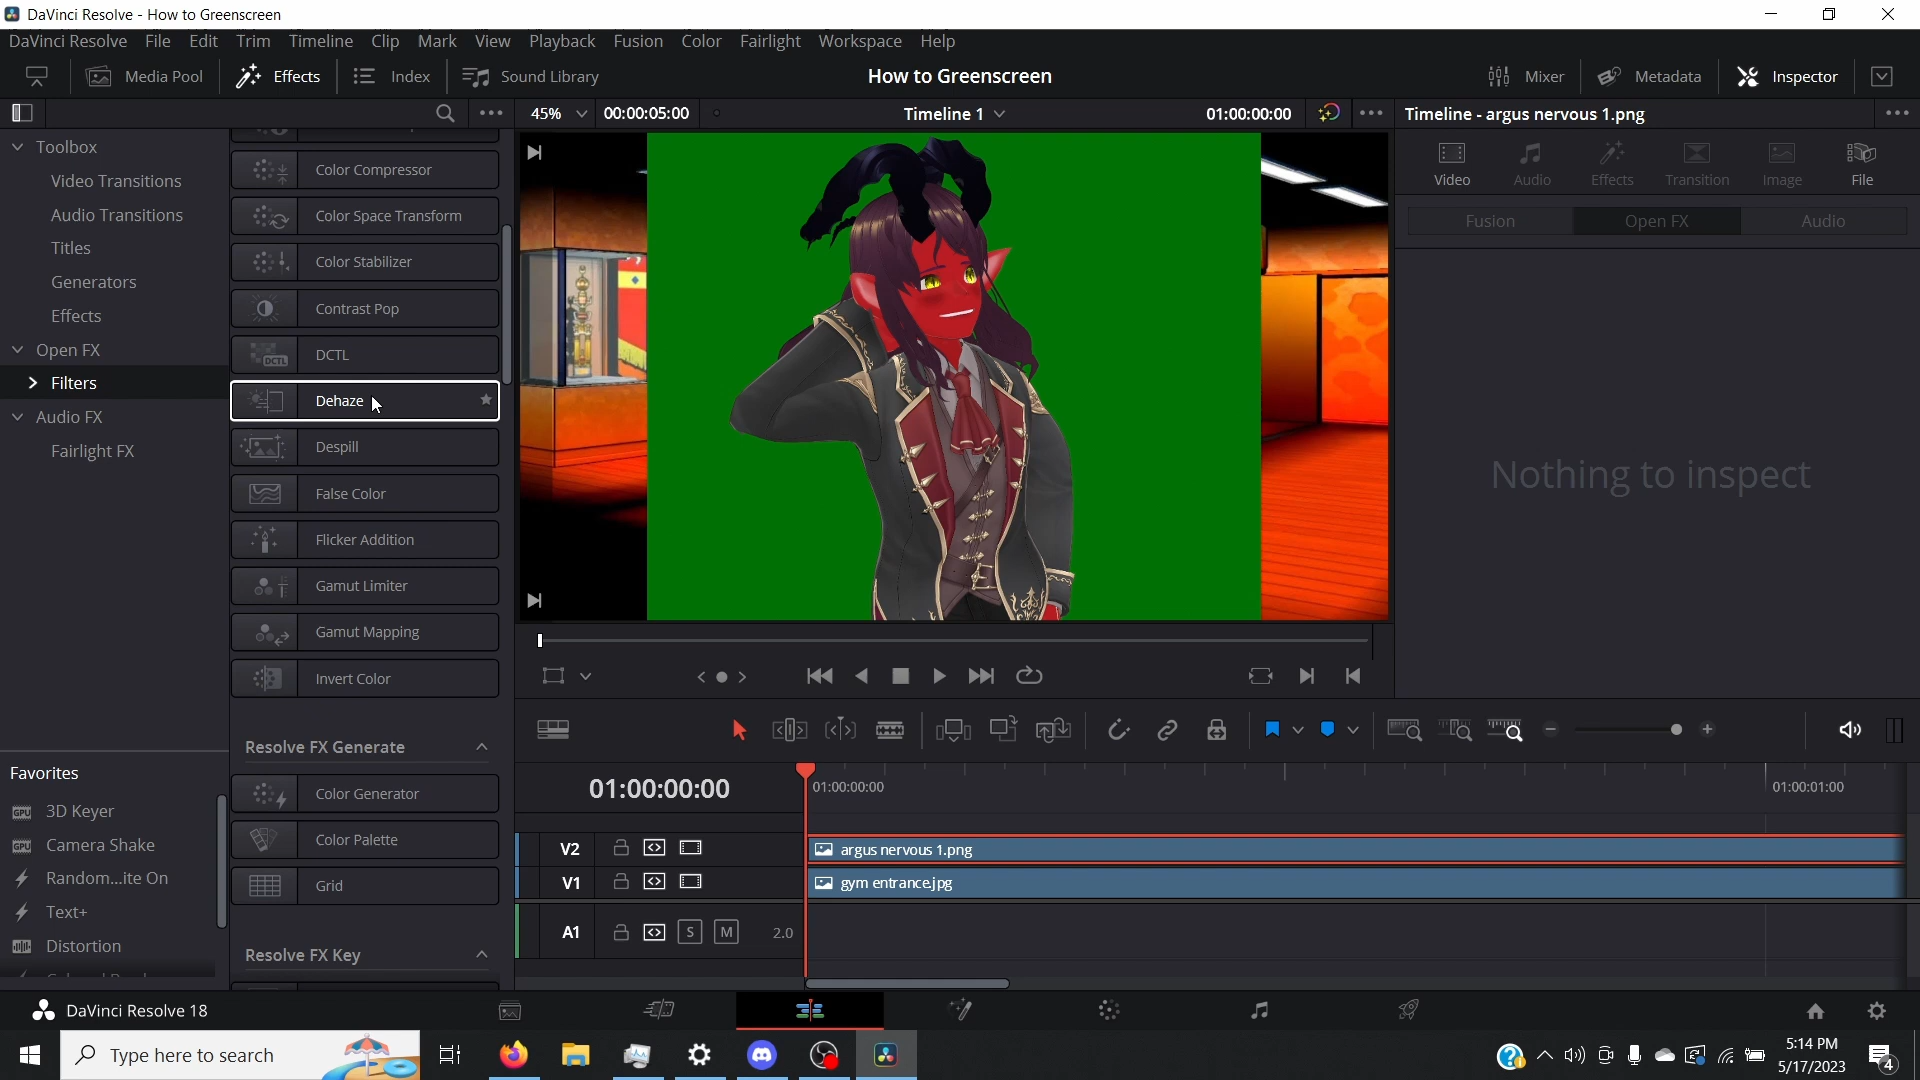 DaVinci Resolve - How to Greenscreen
DaVinci Resolve File Edit Trim Timeline Clip Mark View Playback Fusion Color Fairlight Workspace Help
Media Pool Effects Index Sound Library How to Greenscreen Mixer Metadata Inspector
45% 00:00:05:00 Timeline 1 01:00:00:00 Timeline - argus nervous 1.png
Toolbox
Video Transitions
Audio Transitions
Titles
Generators
Effects
Open FX
Filters
Audio FX
Fairlight FX
Favorites
3D Keyer
Camera Shake
Random...ite On
Text+
Distortion
Color Compressor
Color Space Transform
Color Stabilizer
Contrast Pop
DCTL
Dehaze
Despill
False Color
Flicker Addition
Gamut Limiter
Gamut Mapping
Invert Color
Resolve FX Generate
Color Generator
Color Palette
Grid
Resolve FX Key
Video Audio Effects Transition Image File
Fusion Open FX Audio
Nothing to inspect
01:00:00:00 01:00:00:00 01:00:01:00
V2 argus nervous 1.png
V1 gym entrance.jpg
A1 S M 2.0
DaVinci Resolve 18
Type here to search
5:14 PM
5/17/2023
4